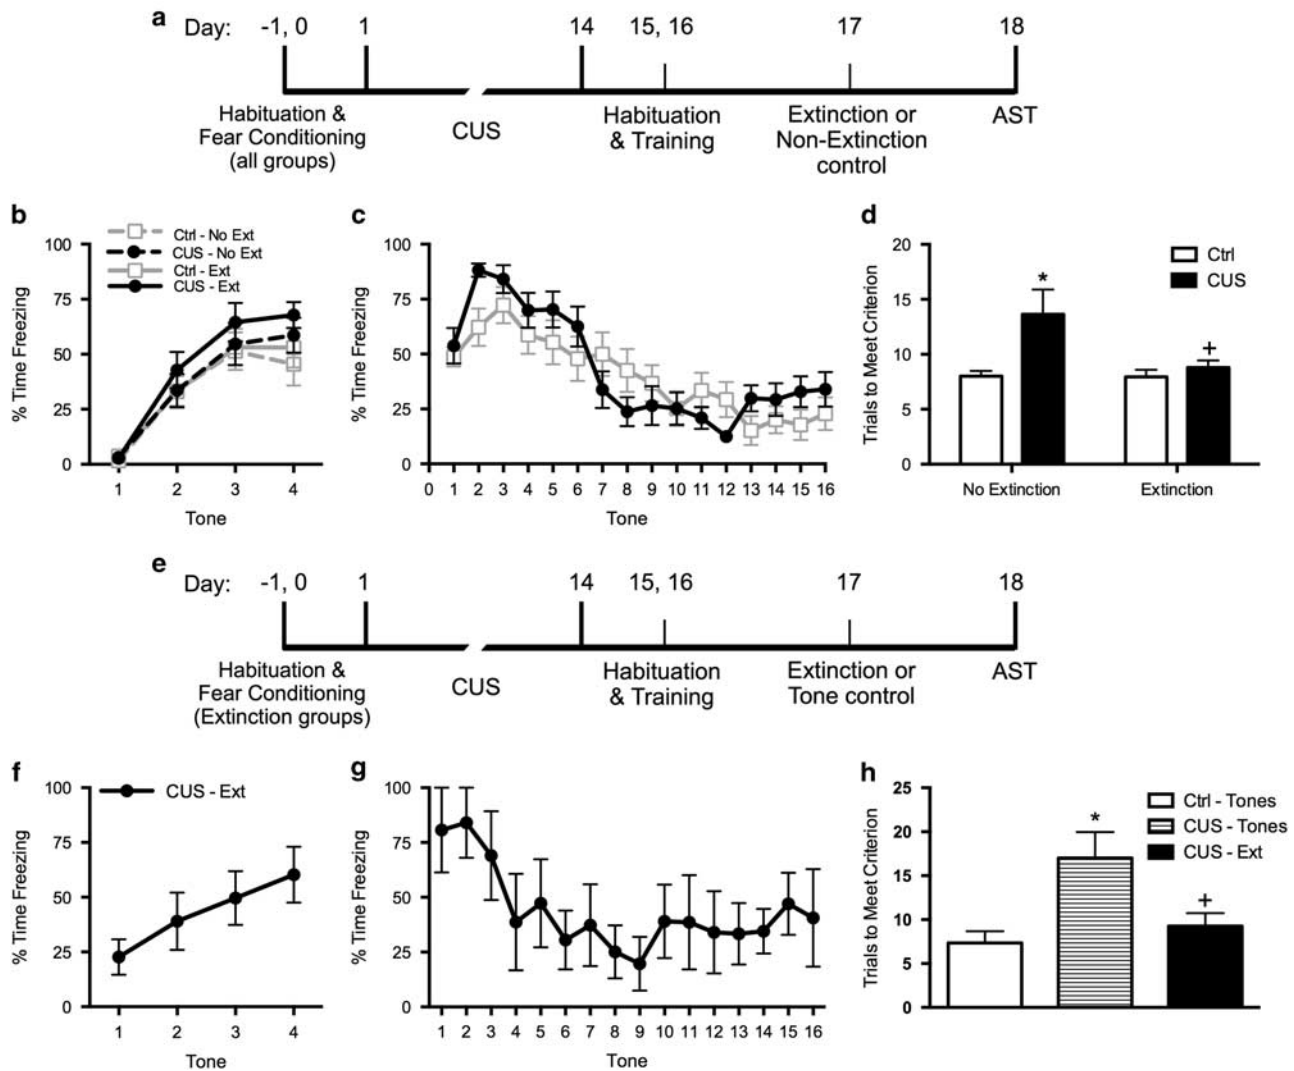 a
Day: -1, 0 1 14 15, 16 17 18
Habituation &
Fear Conditioning
(all groups)
CUS
Habituation
& Training
Extinction or
Non-Extinction
control
AST
b
Ctrl - No Ext
CUS - No Ext
Ctrl - Ext
CUS - Ext
% Time Freezing
100
75
50
25
0
1 2 3 4
Tone
c
% Time Freezing
100
75
50
25
0
0 1 2 3 4 5 6 7 8 9 10 11 12 13 14 15 16
Tone
d
Trials to Meet Criterion
20
15
10
5
0
Ctrl
CUS
*
+
No Extinction Extinction
e
Day: -1, 0 1 14 15, 16 17 18
Habituation &
Fear Conditioning
(Extinction groups)
CUS
Habituation
& Training
Extinction or
Tone control
AST
f
CUS - Ext
% Time Freezing
100
75
50
25
0
1 2 3 4
Tone
g
% Time Freezing
100
75
50
25
0
1 2 3 4 5 6 7 8 9 10 11 12 13 14 15 16
Tone
h
Trials to Meet Criterion
25
20
15
10
5
0
Ctrl - Tones
CUS - Tones
CUS - Ext
*
+